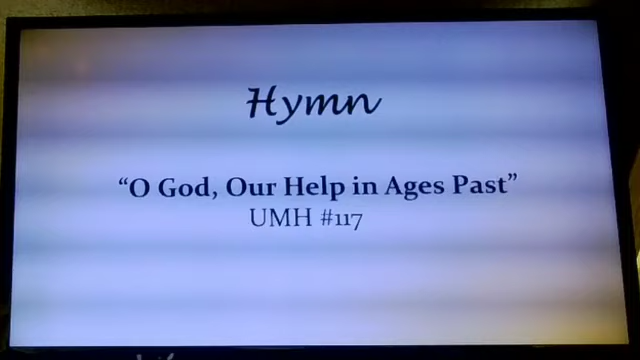 Hymn
“O God, Our Help in Ages Past”
UMH #117